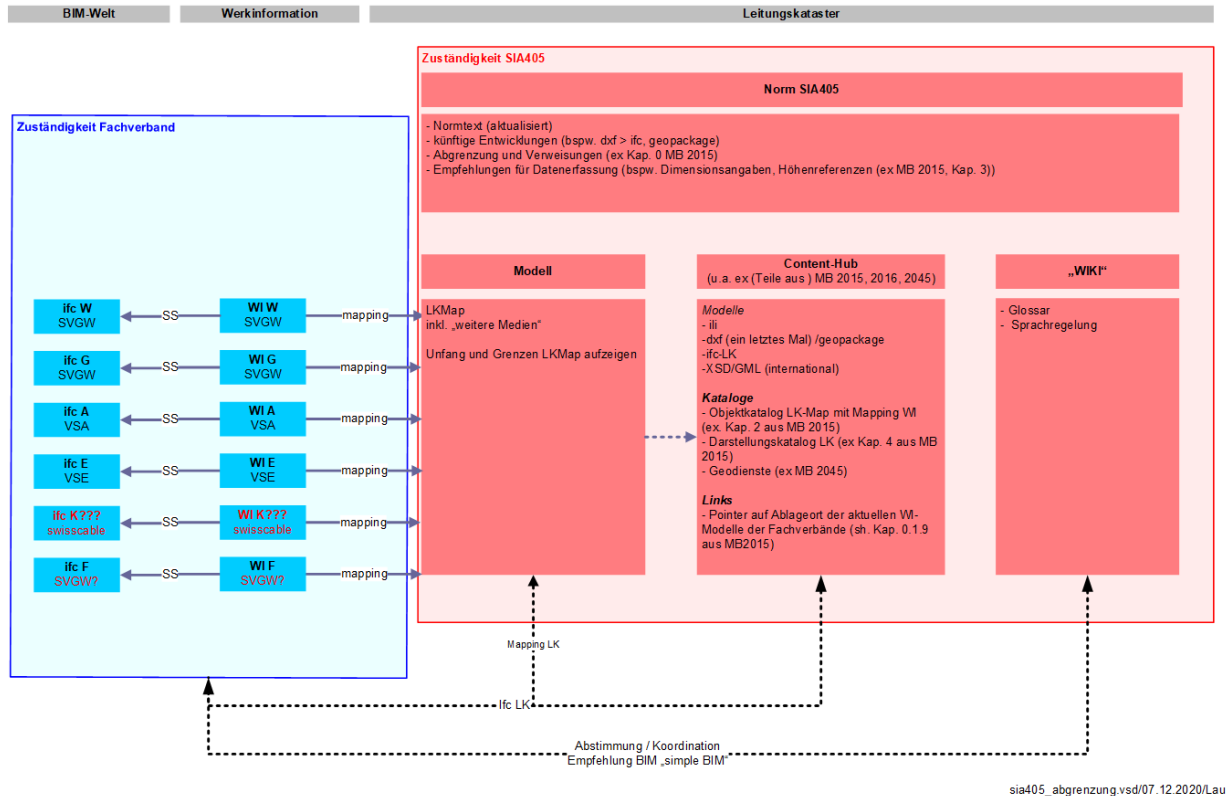 BIM-Welt
Werkinformation
Leitungskataster
Zuständigkeit SIA405
Norm SIA405
- Normtext (aktualisiert)
- künftige Entwicklungen (bspw. dxf > ifc, geopackage)
- Abgrenzung und Verweisungen (ex Kap. 0 MB 2015)
- Empfehlungen für Datenerfassung (bspw. Dimensionsangaben, Höhenreferenzen (ex MB 2015, Kap. 3))
Zuständigkeit Fachverband
ifc W
SVGW
SS
WI W
SVGW
mapping
ifc G
SVGW
SS
WI G
SVGW
mapping
ifc A
VSA
SS
WI A
VSA
mapping
ifc E
VSE
SS
WI E
VSE
mapping
ifc K???
swisscable
SS
WI K???
swisscable
mapping
ifc F
SVGW?
SS
WI F
SVGW?
mapping
Modell
LKMap
inkl. „weitere Medien“
Unfang und Grenzen LKMap aufzeigen
Content-Hub
(u.a. ex (Teile aus ) MB 2015, 2016, 2045)
Modelle
- ili
-dxf (ein letztes Mal) /geopackage
-ifc-LK
-XSD/GML (international)
Kataloge
- Objektkatalog LK-Map mit Mapping WI
(ex. Kap. 2 aus MB 2015)
- Darstellungskatalog LK (ex Kap. 4 aus MB
2015)
- Geodienste (ex MB 2045)
Links
- Pointer auf Ablageort der aktuellen WI-
Modelle der Fachverbände (sh. Kap. 0.1.9
aus MB2015)
„WIKI“
- Glossar
- Sprachregelung
Mapping LK
Ifc LK
Abstimmung / Koordination
Empfehlung BIM „simple BIM“
sia405_abgrenzung.vsd/07.12.2020/Lau